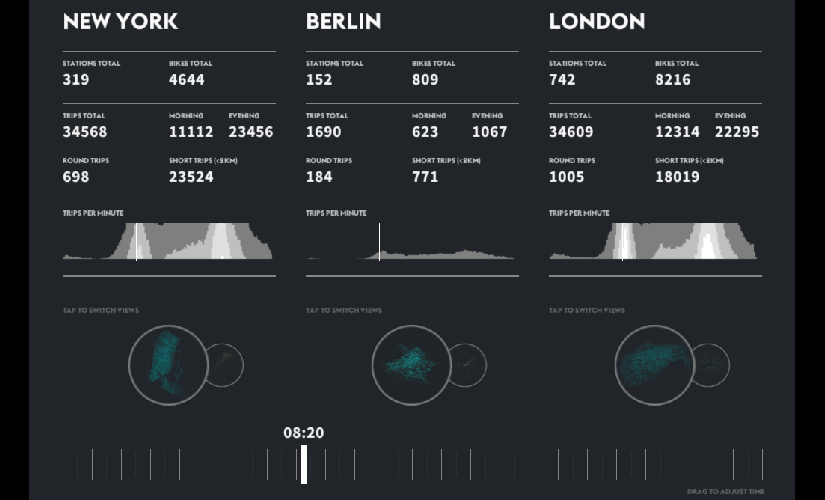 NEW YORK
STATIONS TOTAL BIKES TOTAL
319 4644
TRIPS TOTAL MORNING EVENING
34568 11112 23456
ROUND TRIPS SHORT TRIPS (<2KM)
698 23524
TRIPS PER MINUTE
TAP TO SWITCH VIEWS
BERLIN
STATIONS TOTAL BIKES TOTAL
152 809
TRIPS TOTAL MORNING EVENING
1690 623 1067
ROUND TRIPS SHORT TRIPS (<2KM)
184 771
TRIPS PER MINUTE
TAP TO SWITCH VIEWS
LONDON
STATIONS TOTAL BIKES TOTAL
742 8216
TRIPS TOTAL MORNING EVENING
34609 12314 22295
ROUND TRIPS SHORT TRIPS (<2KM)
1005 18019
TRIPS PER MINUTE
TAP TO SWITCH VIEWS
08:20
DRAG TO ADJUST TIME